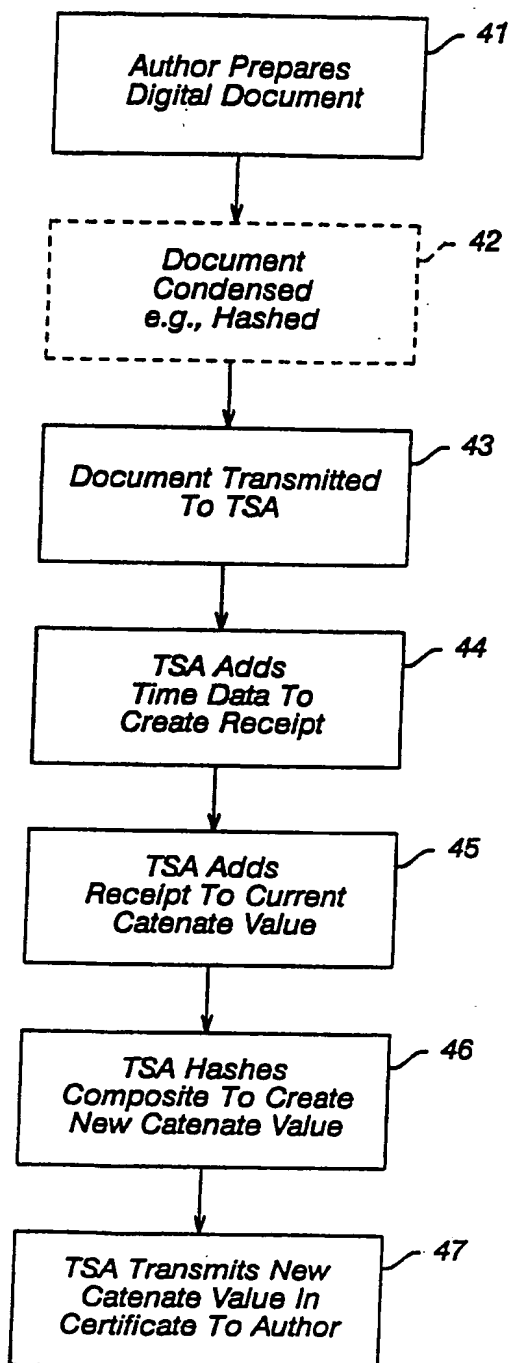 41
Author Prepares
Digital Document
42
Document
Condensed
e.g., Hashed
43
Document Transmitted
To TSA
44
TSA Adds
Time Data To
Create Receipt
45
TSA Adds
Receipt To Current
Catenate Value
46
TSA Hashes
Composite To Create
New Catenate Value
47
TSA Transmits New
Catenate Value In
Certificate To Author